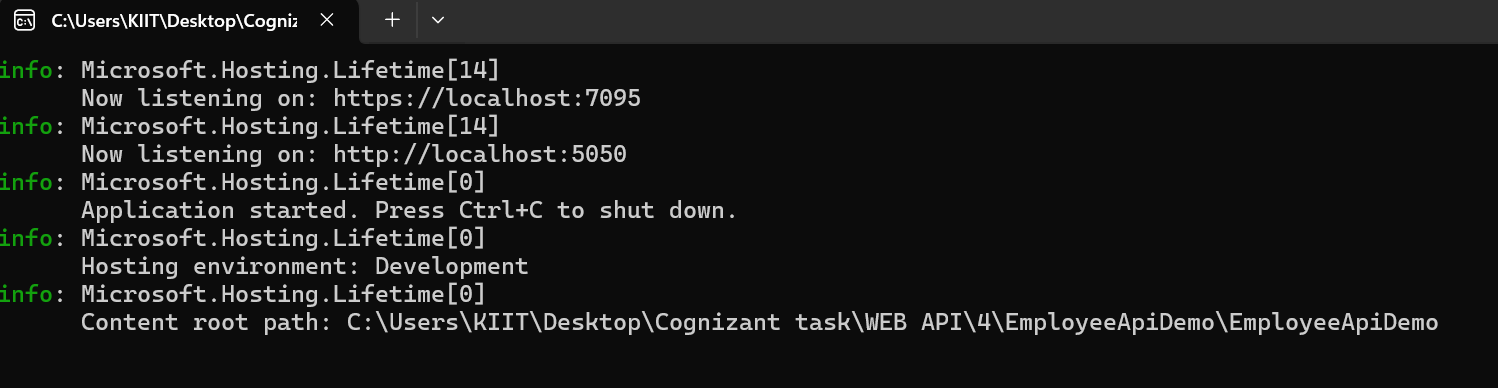 C:\Users\KIIT\Desktop\Cogniz
info: Microsoft.Hosting.Lifetime[14]
Now listening on: https://localhost:7095
info: Microsoft.Hosting.Lifetime[14]
Now listening on: http://localhost:5050
info: Microsoft.Hosting.Lifetime[0]
Application started. Press Ctrl+C to shut down.
info: Microsoft.Hosting.Lifetime[0]
Hosting environment: Development
info: Microsoft.Hosting.Lifetime[0]
Content root path: C:\Users\KIIT\Desktop\Cognizant task\WEB API\4\EmployeeApiDemo\EmployeeApiDemo